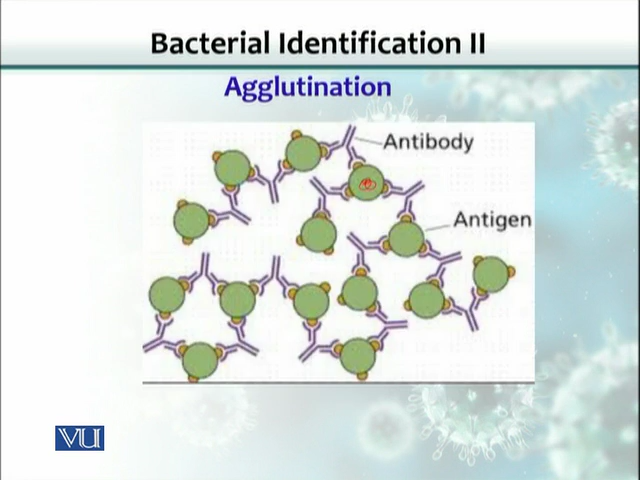 Bacterial Identification II
Agglutination
Antibody
Antigen
VU